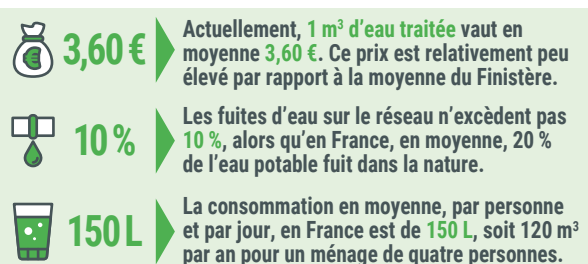 3,60 €
Actuellement, 1 m³ d'eau traitée vaut en
moyenne 3,60 €. Ce prix est relativement peu
élevé par rapport à la moyenne du Finistère.
10 %
Les fuites d'eau sur le réseau n'excèdent pas
10 %, alors qu'en France, en moyenne, 20 %
de l'eau potable fuit dans la nature.
150 L
La consommation en moyenne, par personne
et par jour, en France est de 150 L, soit 120 m³
par an pour un ménage de quatre personnes.